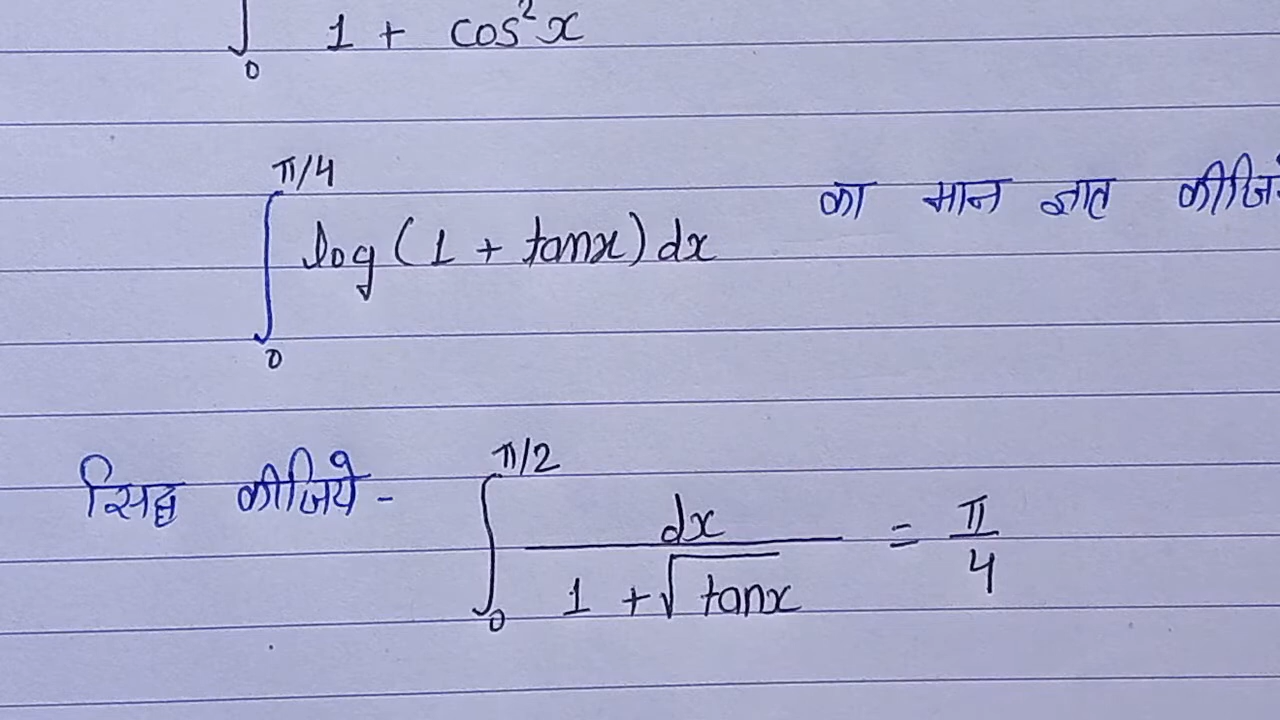 ∫₀ 1 + cos²x
∫₀^π/4 log(1 + tanx)dx का मान ज्ञात
सिद्ध कीजिये - ∫₀^π/2 dx / 1 + √tanx = π/4